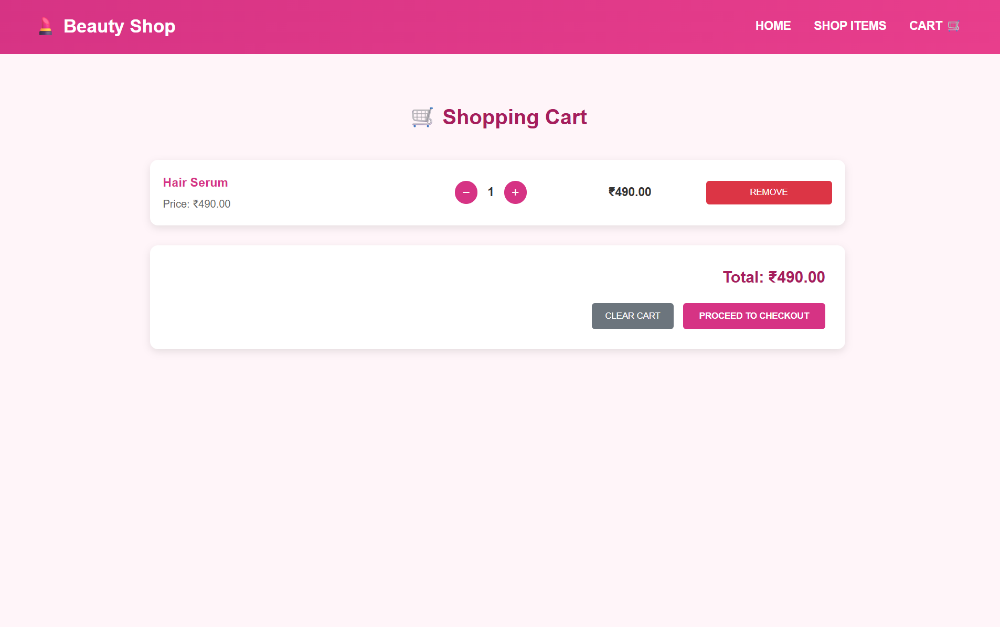 Beauty Shop
HOME
SHOP ITEMS
CART
Shopping Cart
Hair Serum
Price: ₹490.00
−
1
+
₹490.00
REMOVE
Total: ₹490.00
CLEAR CART
PROCEED TO CHECKOUT